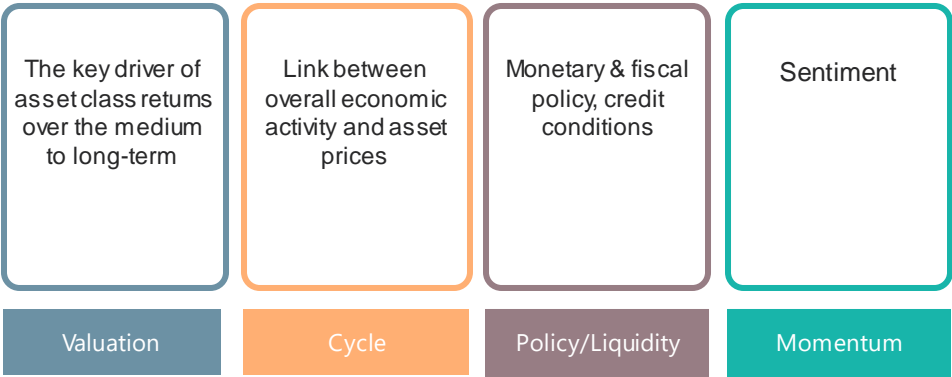 The key driver of
asset class returns
over the medium
to long-term
Link between
overall economic
activity and asset
prices
Monetary & fiscal
policy, credit
conditions
Sentiment
Valuation
Cycle
Policy/Liquidity
Momentum